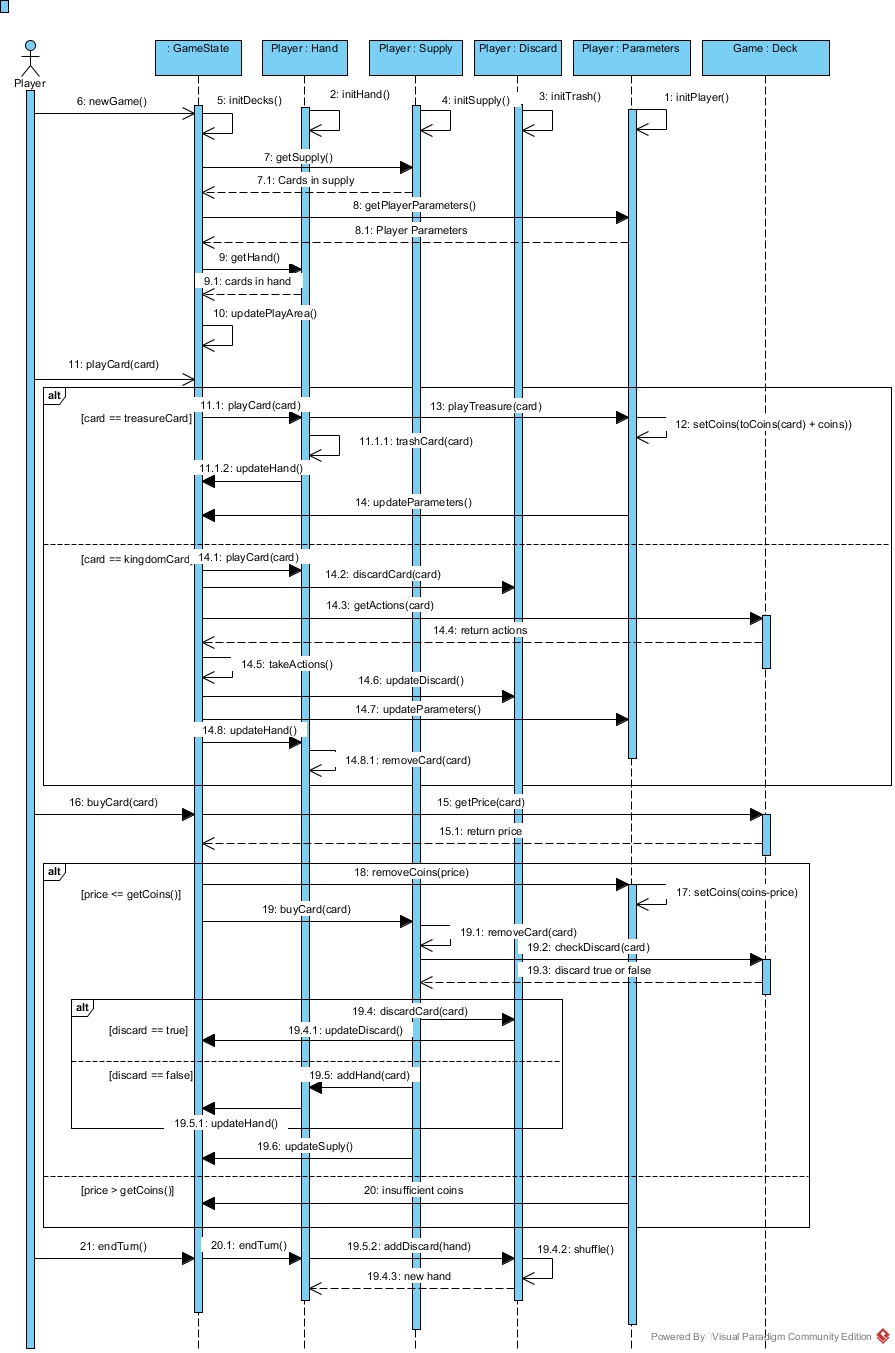 : GameState
Player : Hand
Player : Supply
Player : Discard
Player : Parameters
Game : Deck
Player
6: newGame()
5: initDecks()
2: initHand()
4: initSupply()
3: initTrash()
1: initPlayer()
7: getSupply()
7.1: Cards in supply
8: getPlayerParameters()
8.1: Player Parameters
9: getHand()
9.1: cards in hand
10: updatePlayArea()
11: playCard(card)
alt
[card == treasureCard]
11.1: playCard(card)
13: playTreasure(card)
12: setCoins(toCoins(card) + coins))
11.1.1: trashCard(card)
11.1.2: updateHand()
14: updateParameters()
[card == kingdomCard
14.1: playCard(card)
14.2: discardCard(card)
14.3: getActions(card)
14.4: return actions
14.5: takeActions()
14.6: updateDiscard()
14.7: updateParameters()
14.8: updateHand()
14.8.1: removeCard(card)
16: buyCard(card)
15: getPrice(card)
15.1: return price
alt
[price <= getCoins()]
18: removeCoins(price)
17: setCoins(coins-price)
19: buyCard(card)
19.1: removeCard(card)
19.2: checkDiscard(card)
19.3: discard true or false
alt
[discard == true]
19.4: discardCard(card)
19.4.1: updateDiscard()
[discard == false]
19.5: addHand(card)
19.5.1: updateHand()
19.6: updateSuply()
[price > getCoins()]
20: insufficient coins
21: endTurn()
20.1: endTurn()
19.5.2: addDiscard(hand)
19.4.2: shuffle()
19.4.3: new hand
Powered By Visual Paradigm Community Edition